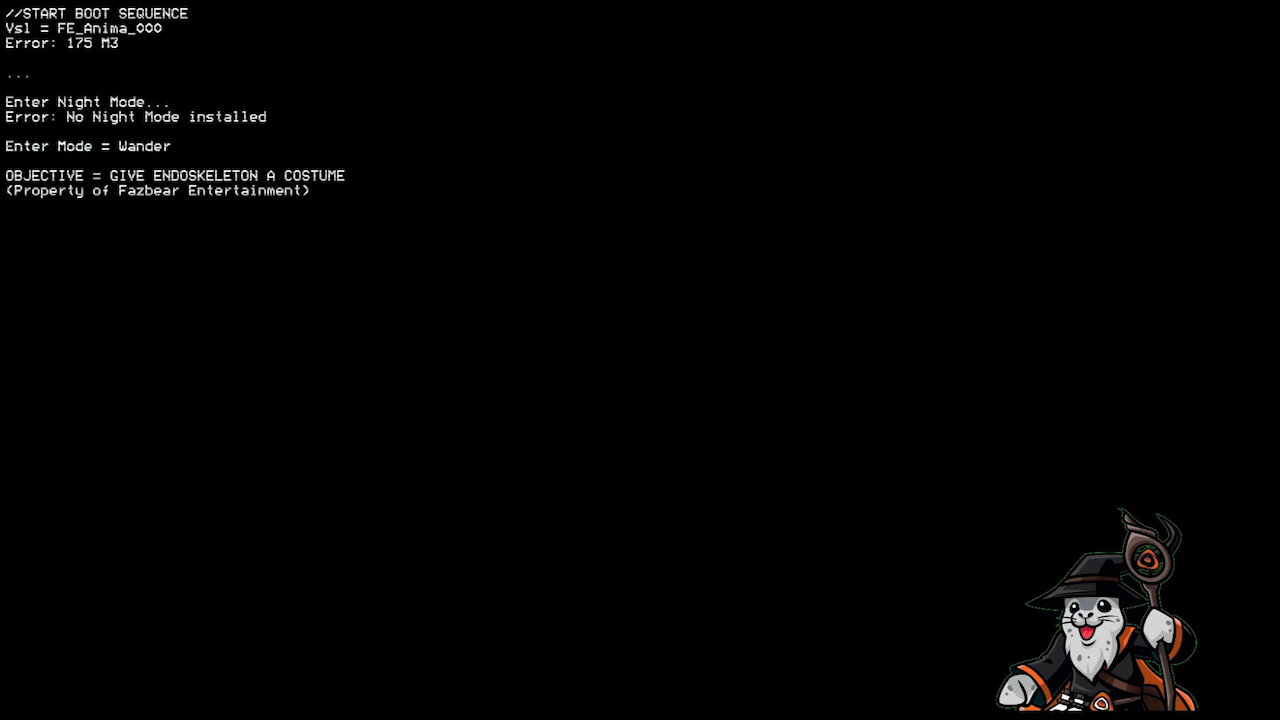 //START BOOT SEQUENCE
Vsl = FE_Anima_000
Error: 175 M3
...
Enter Night Mode...
Error: No Night Mode installed
Enter Mode = Wander
OBJECTIVE = GIVE ENDOSKELETON A COSTUME
(Property of Fazbear Entertainment)